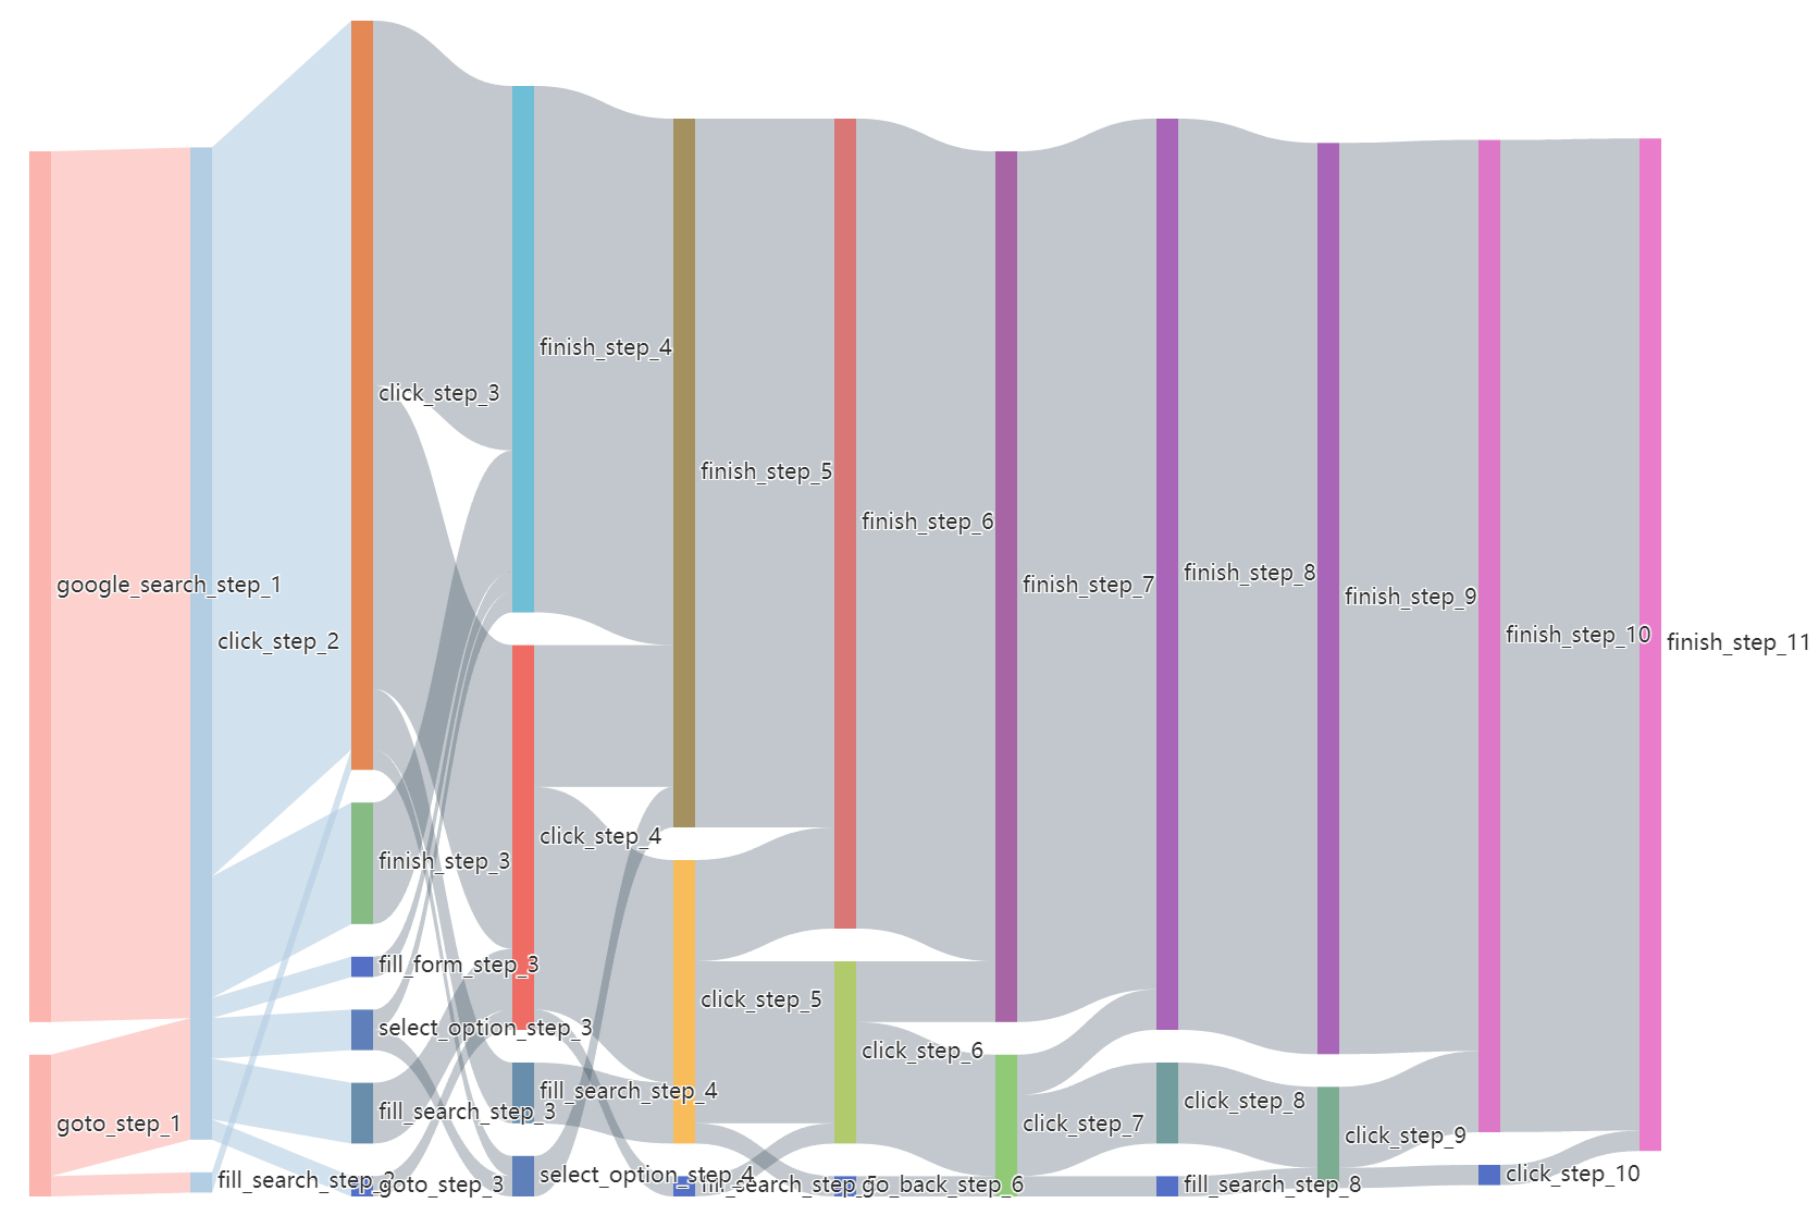 google_search_step_1
goto_step_1
click_step_2
fill_search_step_2
click_step_3
finish_step_3
fill_form_step_3
select_option_step_3
fill_search_step_3
goto_step_3
finish_step_4
click_step_4
fill_search_step_4
select_option_step_4
finish_step_5
click_step_5
fill_search_step_5
finish_step_6
click_step_6
go_back_step_6
finish_step_7
click_step_7
finish_step_8
click_step_8
fill_search_step_8
finish_step_9
click_step_9
finish_step_10
click_step_10
finish_step_11